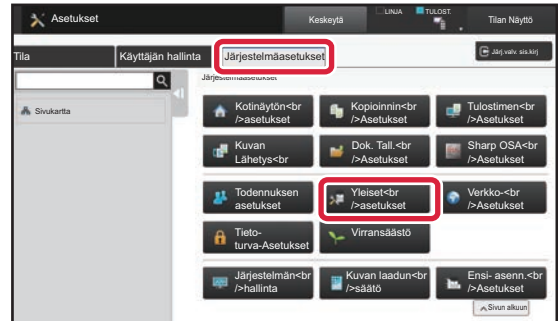 Asetukset
Keskeytä
LINJA
TULOST.
Tilan Näyttö
Tila
Käyttäjän hallinta
Järjestelmäasetukset
Järj.valv. sis.kirj
Järjestelmäasetukset
Sivukartta
Kotinäytön<br
/>asetukset
Kopioinnin<br
/>Asetukset
Tulostimen<br
/>Asetukset
Kuvan
Lähetys<br
Dok. Tall.<br
/>Asetukset
Sharp OSA<br
/>Asetukset
Todennuksen
asetukset
Yleiset<br
/>asetukset
Verkko-<br
/>Asetukset
Tieto-
turva-Asetukset
Virransäästö
Järjestelmän<br
/>hallinta
Kuvan laadun<br
/>säätö
Ensi- asenn.<br
/>Asetukset
Sivun alkuun